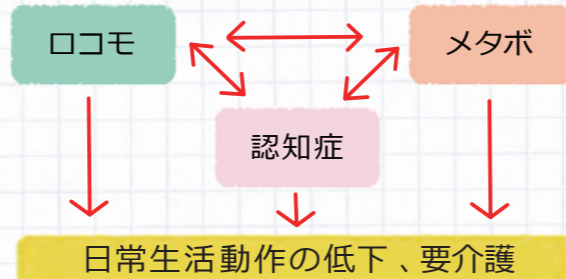 ロコモ
メタボ
認知症
日常生活動作の低下、要介護